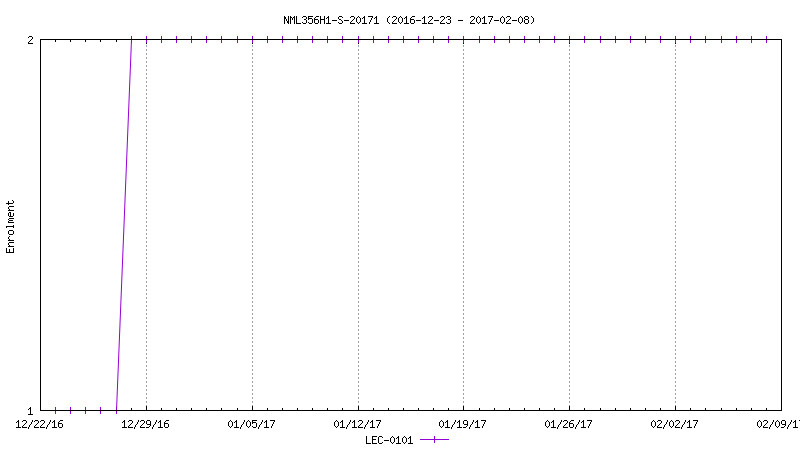 NML356H1-S-20171 (2016-12-23 - 2017-02-08)
2
Enrolment
1
12/22/16 12/29/16 01/05/17 01/12/17 01/19/17 01/26/17 02/02/17 02/09/1
LEC-0101